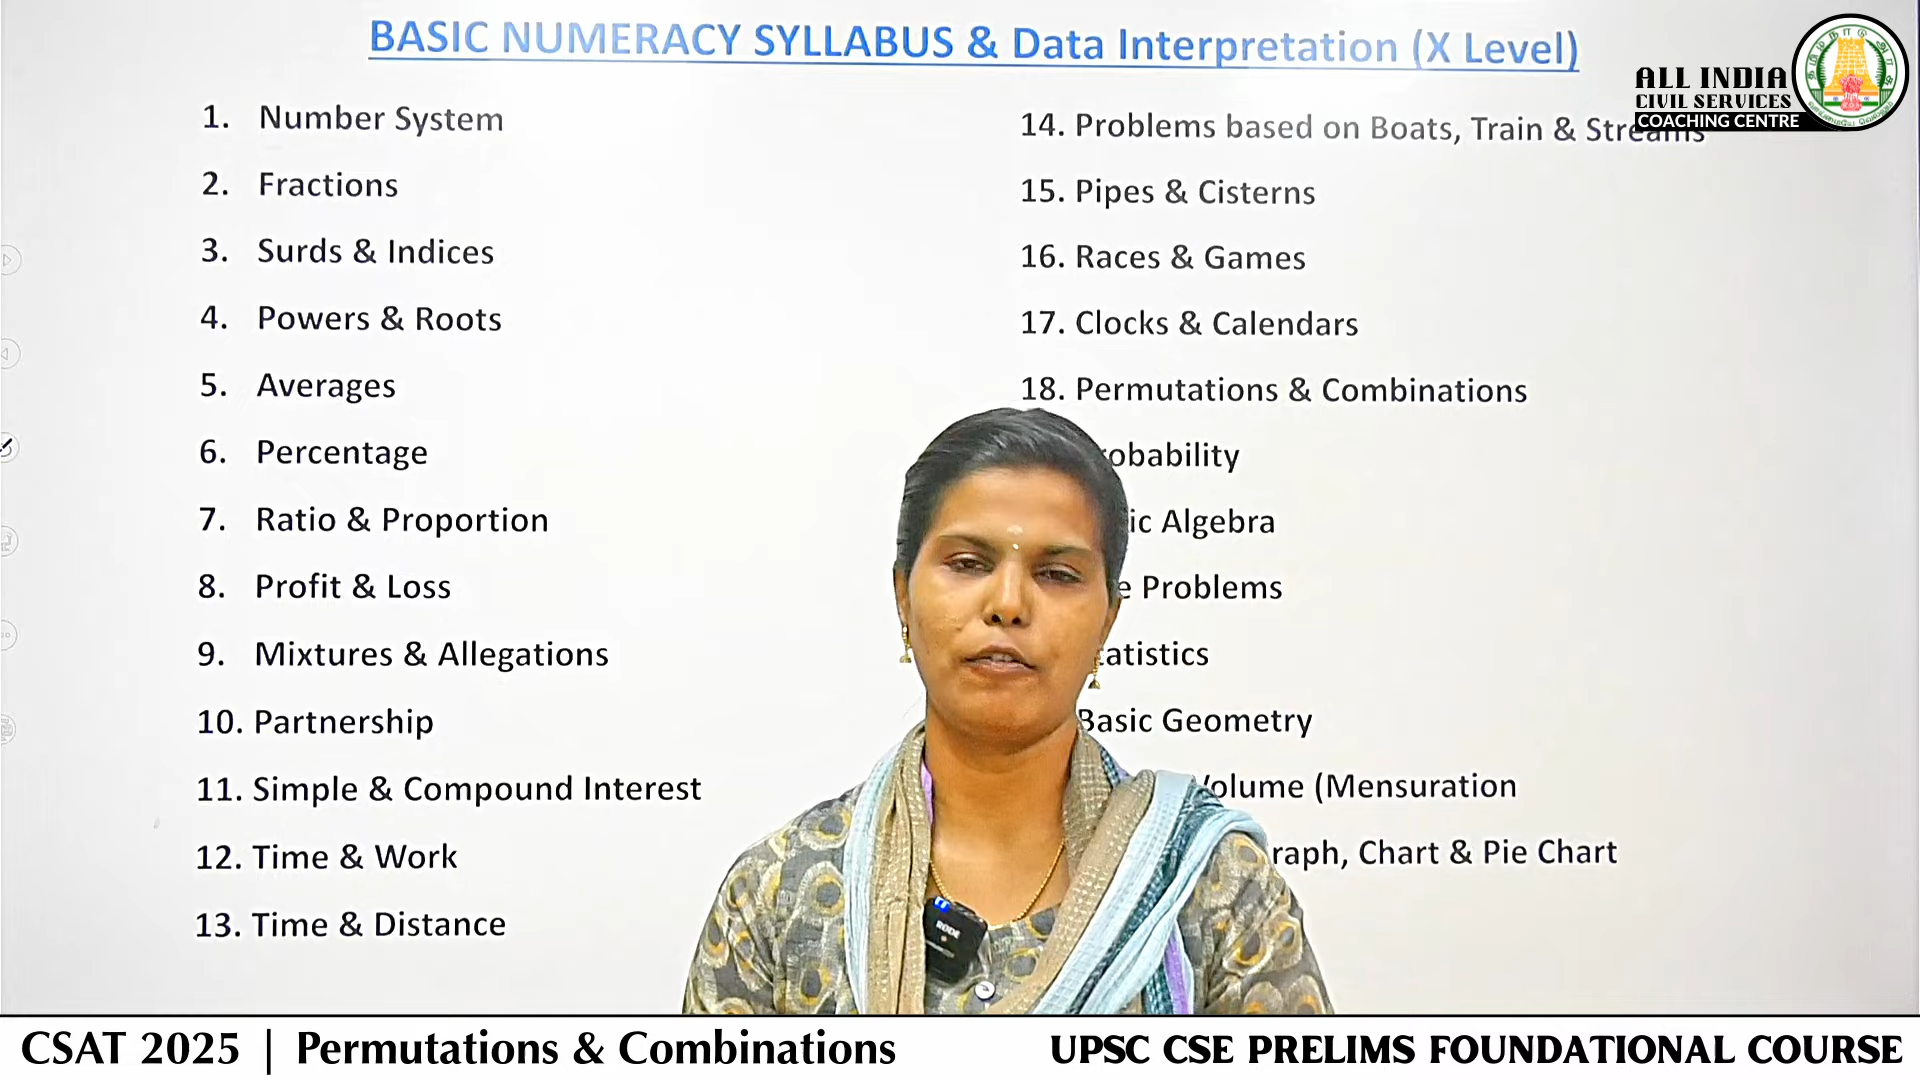 BASIC NUMERACY SYLLABUS & Data Interpretation (X Level)
ALL INDIA
CIVIL SERVICES
COACHING CENTRE
1. Number System
2. Fractions
3. Surds & Indices
4. Powers & Roots
5. Averages
6. Percentage
7. Ratio & Proportion
8. Profit & Loss
9. Mixtures & Allegations
10. Partnership
11. Simple & Compound Interest
12. Time & Work
13. Time & Distance
14. Problems based on Boats, Train & Streams
15. Pipes & Cisterns
16. Races & Games
17. Clocks & Calendars
18. Permutations & Combinations
obability
ic Algebra
e Problems
atistics
Basic Geometry
Volume (Mensuration
raph, Chart & Pie Chart
RODE
CSAT 2025 | Permutations & Combinations
UPSC CSE PRELIMS FOUNDATIONAL COURSE